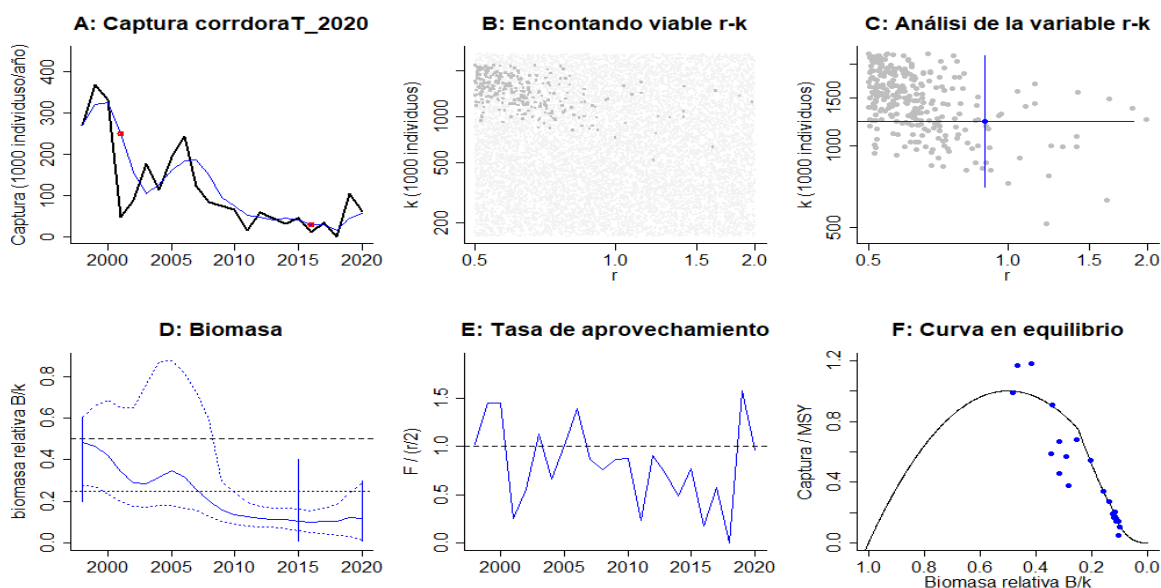 A: Captura corrdoraT_2020
Captura (1000 individuso/año)
400
300
200
100
0
2000 2005 2010 2015 2020
B: Encontando viable r-k
k (1000 individuos)
1000
500
200
0.5 1.0 2.0
r
C: Análisi de la variable r-k
k (1000 individuos)
1500
1000
500
0.5 1.0 2.0
r
D: Biomasa
biomasa relativa B/k
0.8
0.6
0.4
0.2
0.0
2000 2005 2010 2015 2020
E: Tasa de aprovechamiento
F / (r/2)
1.5
1.0
0.5
0.0
2000 2005 2010 2015 2020
F: Curva en equilibrio
Captura / MSY
1.2
0.8
0.4
0.0
1.0 0.8 0.6 0.4 0.2 0.0
Biomasa relativa B/k